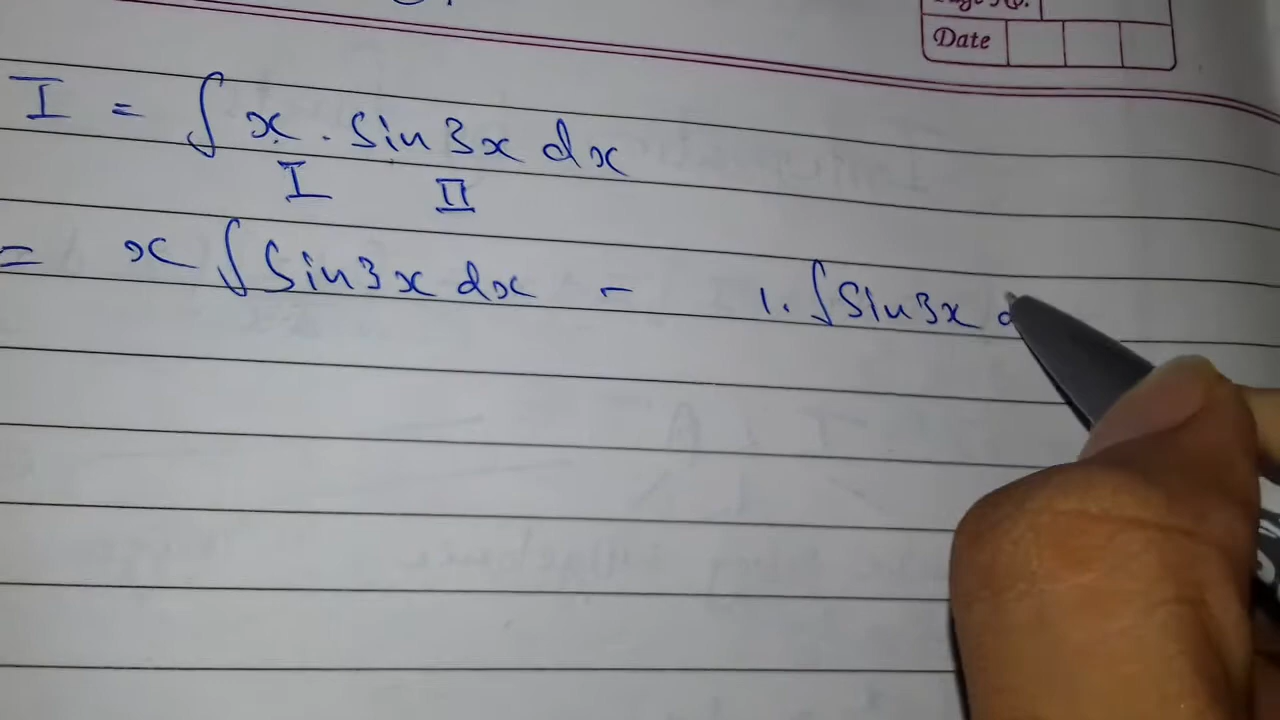 Date
I = ∫ x . Sin 3x dx
I II
= x ∫ Sin 3x dx - 1. ∫ Sin 3x d